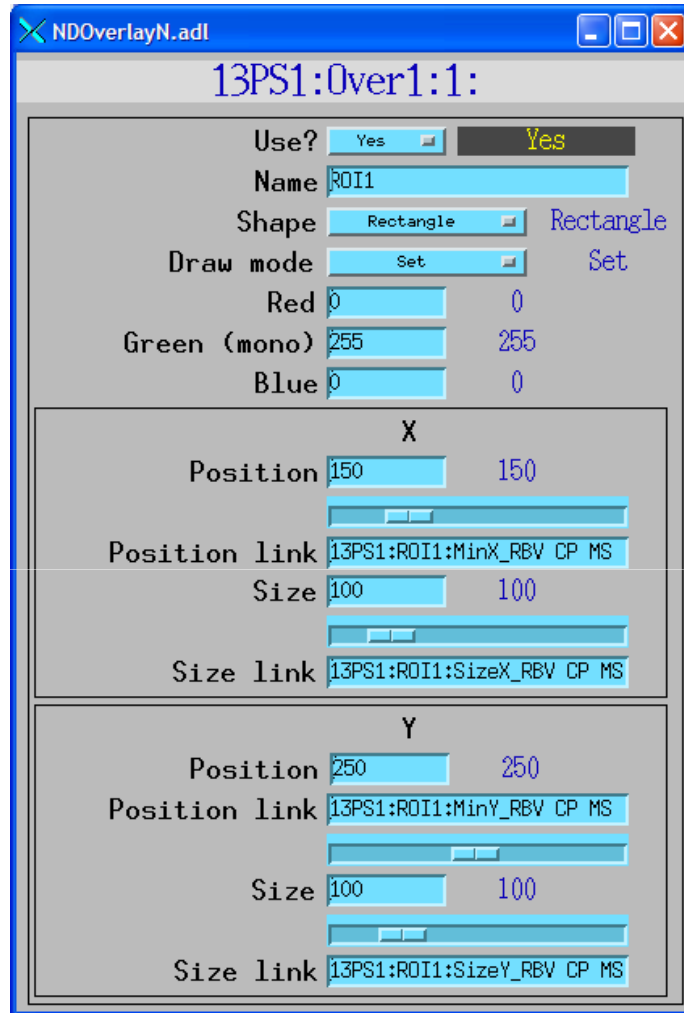 NDOverlayN.adl
13PS1:Over1:1:
Use? Yes Yes
Name ROI1
Shape Rectangle Rectangle
Draw mode Set Set
Red 0 0
Green (mono) 255 255
Blue 0 0
X
Position 150 150
Position link 13PS1:ROI1:MinX_RBV CP MS
Size 100 100
Size link 13PS1:ROI1:SizeX_RBV CP MS
Y
Position 250 250
Position link 13PS1:ROI1:MinY_RBV CP MS
Size 100 100
Size link 13PS1:ROI1:SizeY_RBV CP MS